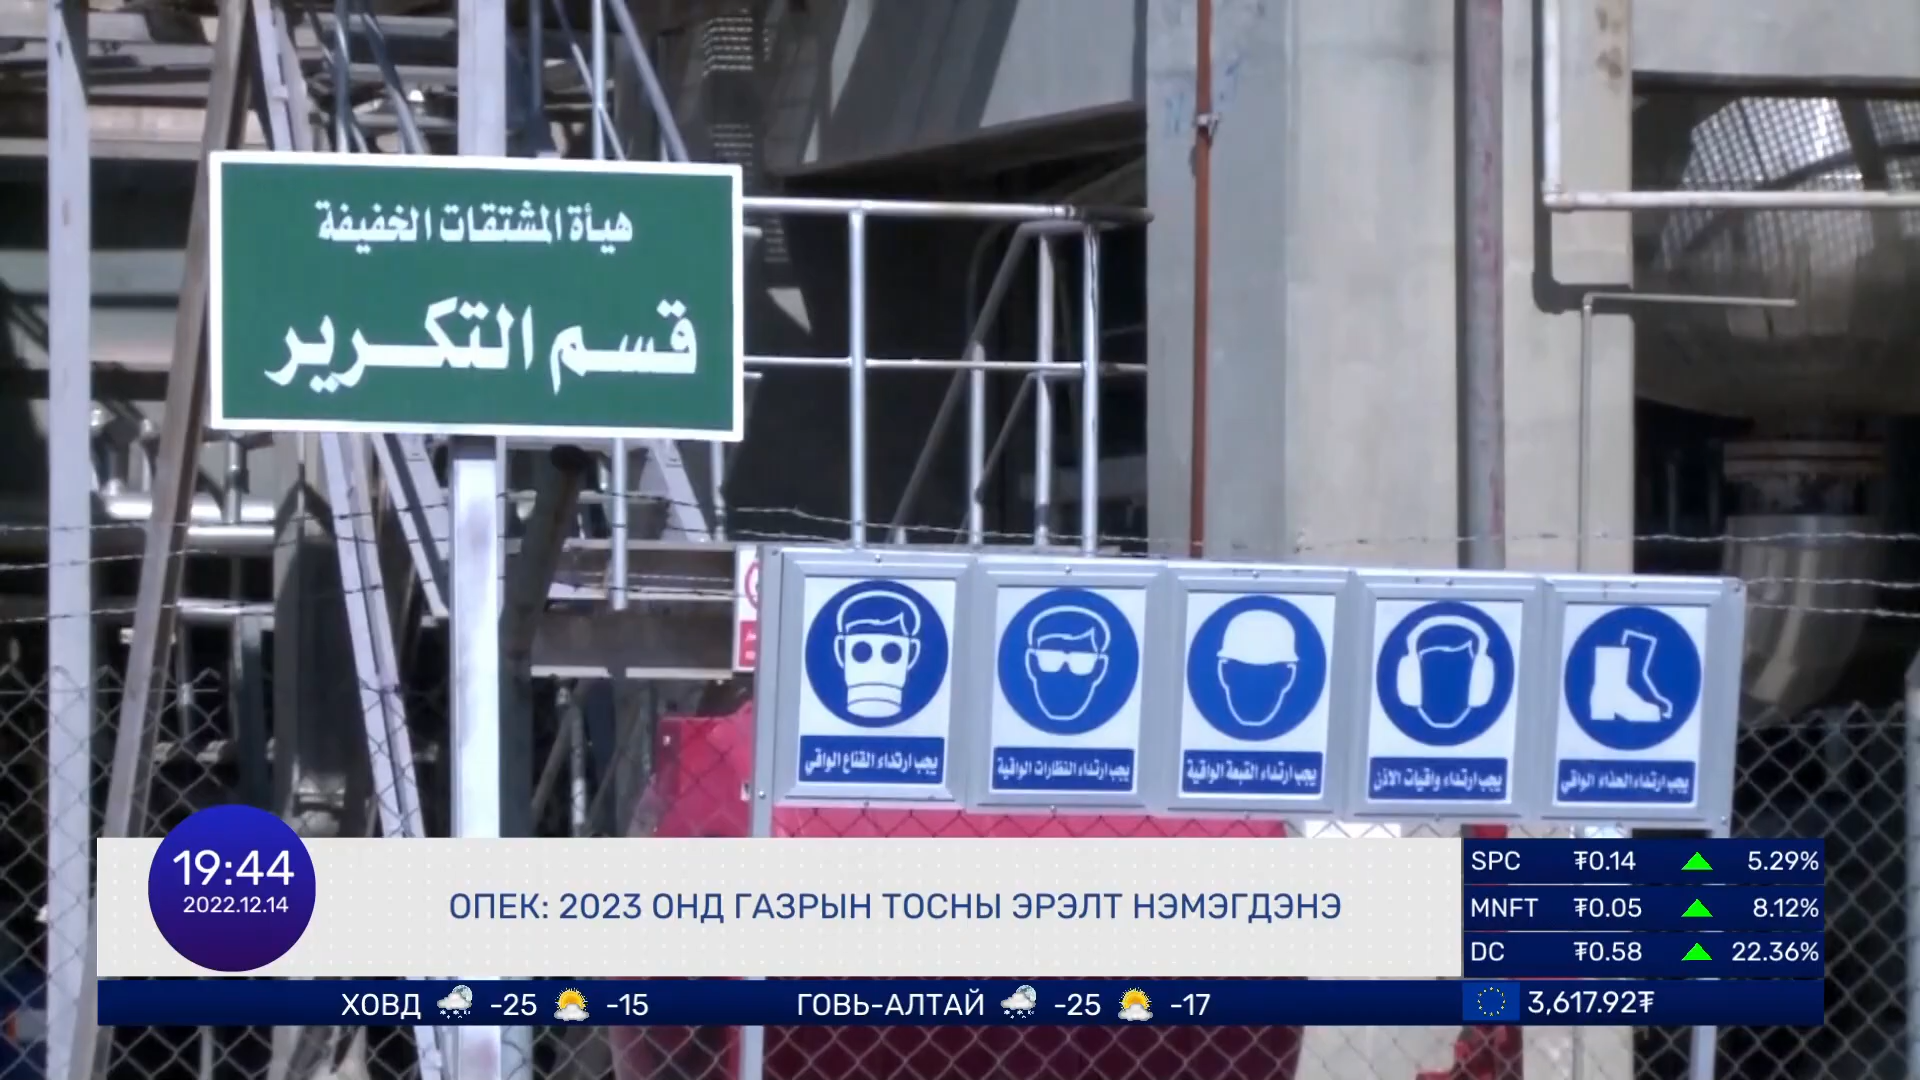 هيأة المشتقات الخفيفة
قسم التكرير
يجب ارتداء القناع الواقي
يجب ارتداء النظارات الواقية
يجب ارتداء القبعة الواقية
يجب ارتداء واقيات الاذن
يجب ارتداء الحذاء الواقي
19:44
2022.12.14
ОПЕК: 2023 ОНД ГАЗРЫН ТОСНЫ ЭРЭЛТ НЭМЭГДЭНЭ
SPC ₮0.14 5.29%
MNFT ₮0.05 8.12%
DC ₮0.58 22.36%
ХОВД -25 -15 ГОВЬ-АЛТАЙ -25 -17 3,617.92₮